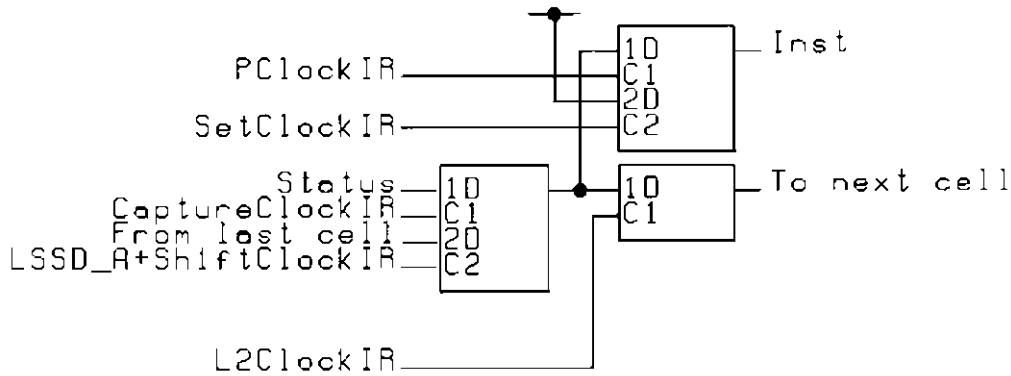 1D Inst
PClockIR C1
2D
SetClockIR C2
Status 1D 1D To next cell
CaptureClockIR C1 C1
From last cell 2D
LSSD_A+ShiftClockIR C2
L2ClockIR